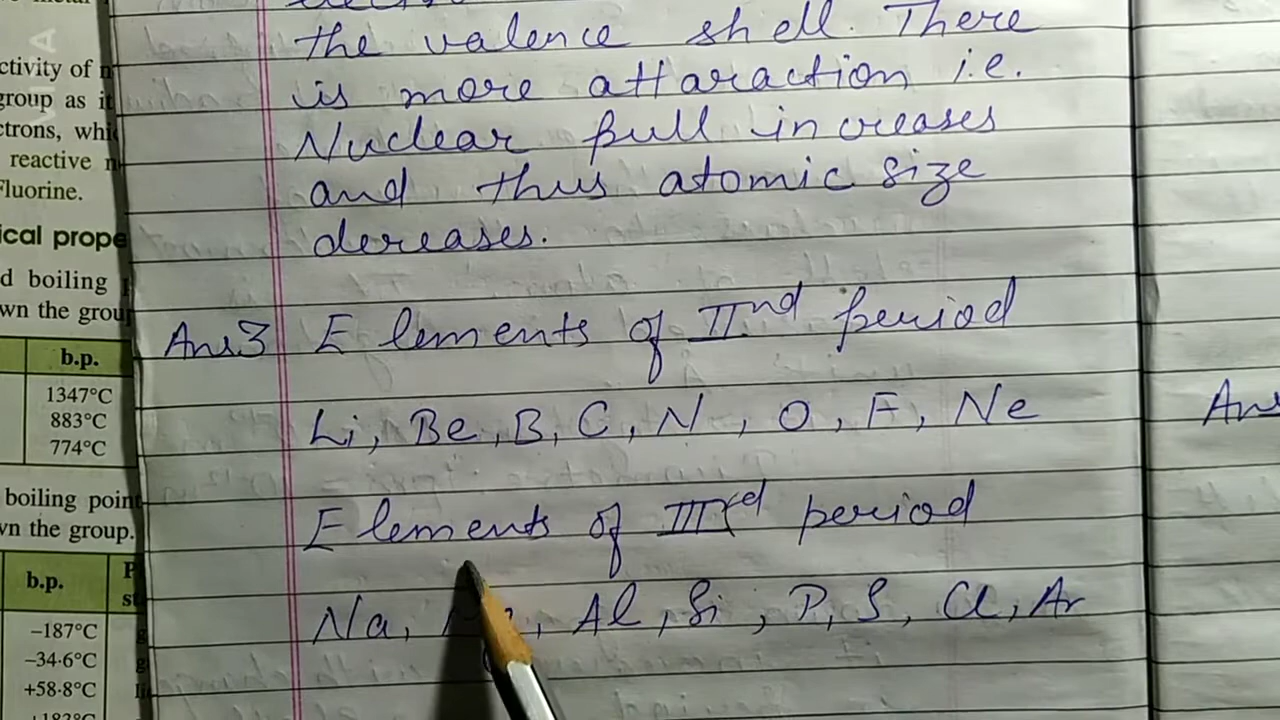 the valence shell. There
is more attaraction i.e.
Nuclear pull increases
and thus atomic size
dereases.
Ans3 Elements of IInd period
Li, Be, B, C, N, O, F, Ne
Elements of IIIrd period
Na, Al, Si, P, S, Cl, Ar
Ans
ctivity of
group as it
ctrons,
reactive
Fluorine.
ical prope
d boiling
wn the grou
b.p.
1347°C
883°C
774°C
boiling point
wn the group.
b.p.
–187°C
–34·6°C
+58·8°C